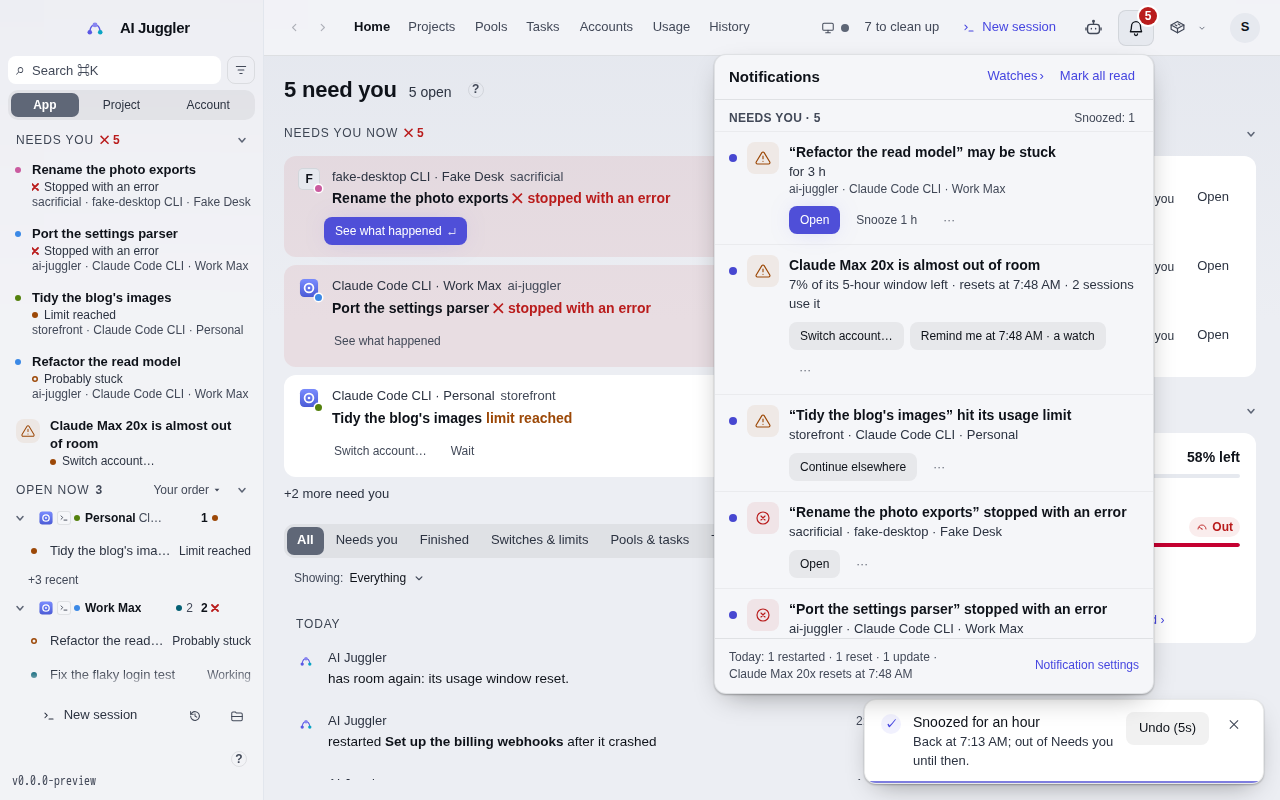 AI Juggler
Search ⌘K
App Project Account
NEEDS YOU 5
Rename the photo exports
Stopped with an error
sacrificial · fake-desktop CLI · Fake Desk
Port the settings parser
Stopped with an error
ai-juggler · Claude Code CLI · Work Max
Tidy the blog's images
Limit reached
storefront · Claude Code CLI · Personal
Refactor the read model
Probably stuck
ai-juggler · Claude Code CLI · Work Max
Claude Max 20x is almost out
of room
Switch account…
OPEN NOW 3 Your order
Personal Cl… 1
Tidy the blog's ima… Limit reached
+3 recent
Work Max 2 2
Refactor the read… Probably stuck
Fix the flaky login test Working
New session
?
v0.0.0-preview
Home Projects Pools Tasks Accounts Usage History
7 to clean up
New session
5
S
5 need you 5 open ?
NEEDS YOU NOW 5
F
fake-desktop CLI · Fake Desk sacrificial
Rename the photo exports stopped with an error
See what happened
Claude Code CLI · Work Max ai-juggler
Port the settings parser stopped with an error
See what happened
Claude Code CLI · Personal storefront
Tidy the blog's images limit reached
Switch account… Wait
+2 more need you
All Needs you Finished Switches & limits Pools & tasks
Showing: Everything
TODAY
AI Juggler
has room again: its usage window reset.
AI Juggler
2
restarted Set up the billing webhooks after it crashed
Notifications Watches › Mark all read
NEEDS YOU · 5 Snoozed: 1
“Refactor the read model” may be stuck
for 3 h
ai-juggler · Claude Code CLI · Work Max
Open Snooze 1 h ···
Claude Max 20x is almost out of room
7% of its 5-hour window left · resets at 7:48 AM · 2 sessions
use it
Switch account… Remind me at 7:48 AM · a watch
···
“Tidy the blog's images” hit its usage limit
storefront · Claude Code CLI · Personal
Continue elsewhere ···
“Rename the photo exports” stopped with an error
sacrificial · fake-desktop · Fake Desk
Open ···
“Port the settings parser” stopped with an error
ai-juggler · Claude Code CLI · Work Max
Today: 1 restarted · 1 reset · 1 update ·
Claude Max 20x resets at 7:48 AM
Notification settings
you Open
you Open
you Open
58% left
Out
›
Snoozed for an hour
Back at 7:13 AM; out of Needs you
until then.
Undo (5s)